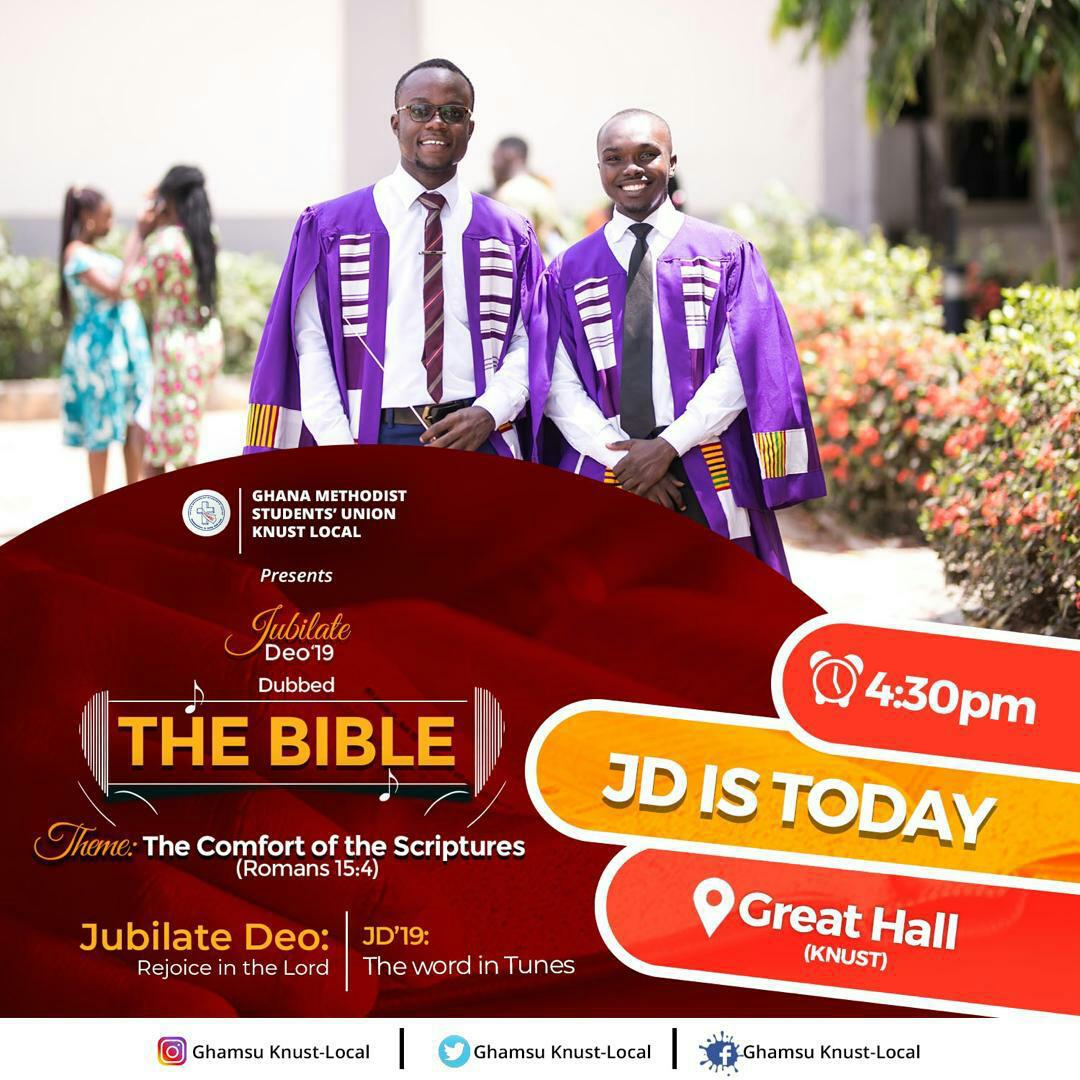 GHANA METHODIST
STUDENTS' UNION
KNUST LOCAL
Presents
Jubilate
Deo'19
Dubbed
THE BIBLE
Theme: The Comfort of the Scriptures
(Romans 15:4)
Jubilate Deo:
Rejoice in the Lord
JD'19:
The word in Tunes
4:30pm
JD IS TODAY
Great Hall
(KNUST)
Ghamsu Knust-Local
Ghamsu Knust-Local
Ghamsu Knust-Local